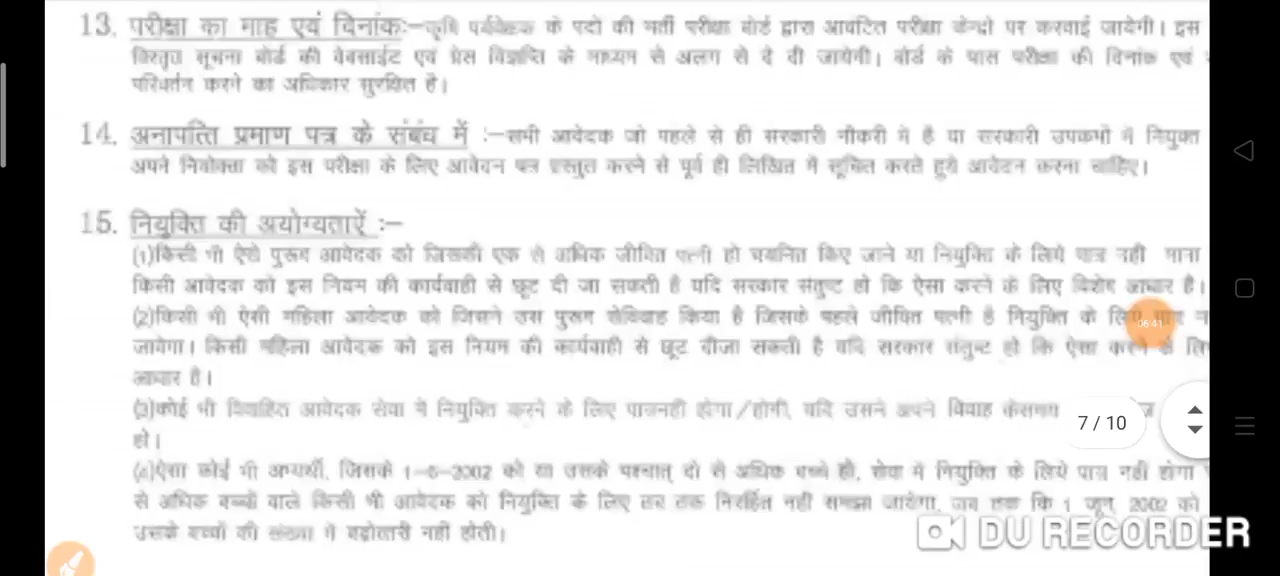 13. परीक्षा का माह एवं दिनांकः–कृषि पर्यवेक्षक के पदो की भर्ती परीक्षा बोर्ड द्वारा आवंटित परीक्षा केन्द्रो पर करवाई जायेगी। इस
विस्तृत सूचना बोर्ड की वेबसाईट एवं प्रेस विज्ञप्ति के माध्यम से अलग से दे दी जायेगी। बोर्ड के पास परीक्षा की दिनांक एवं
परिवर्तन करने का अधिकार सुरक्षित है।
14. अनापत्ति प्रमाण पत्र के संबंध में :–सभी आवेदक जो पहले से ही सरकारी नौकरी में है या सरकारी उपक्रमों में नियुक्त
अपने नियोक्ता को इस परीक्षा के लिए आवेदन पत्र प्रस्तुत करने से पूर्व ही लिखित में सूचित करते हुये आवेदन करना चाहिए।
15. नियुक्ति की अयोग्यताऐं :–
(1)किसी भी ऐसे पुरूष आवेदक को जिसकी एक से अधिक जीवित पत्नी हो चयनित किए जाने या नियुक्ति के लिये पात्र नही माना
किसी आवेदक को इस नियम की कार्यवाही से छूट दी जा सकती है यदि सरकार संतुष्ट हो कि ऐसा करने के लिए विशेष आधार है।
(2)किसी भी ऐसी महिला आवेदक को जिसने उस पुरूष सेविवाह किया है जिसके पहले जीवित पत्नी है नियुक्ति के
जावेगा। किसी महिला आवेदक को इस नियम की कार्यवाही से छूट दीजा सकती है यदि सरकार संतुष्ट हो कि ऐसा करने के
आधार है।
(3)कोई भी विवाहित आवेदक सेवा में नियुक्ति करने के लिए पात्रनही होगा/होगी, यदि उसने अपने विवाह केसमय
हो।
(4)ऐसा कोई भी अभ्यर्थी, जिसके 1-6-2002 को या उसके पश्चात् दो से अधिक बच्चे हों, सेवा में नियुक्ति के लिये पात्र नही होगा
से अधिक बच्चों वाले किसी भी आवेदक को नियुक्ति के लिए तब तक निरर्हित नही समझा जायेगा, जब तक कि 1 जून, 2002 को
उसके बच्चों की संख्या में बढ़ोतरी नही होती।
06:41
7 / 10
DU RECORDER